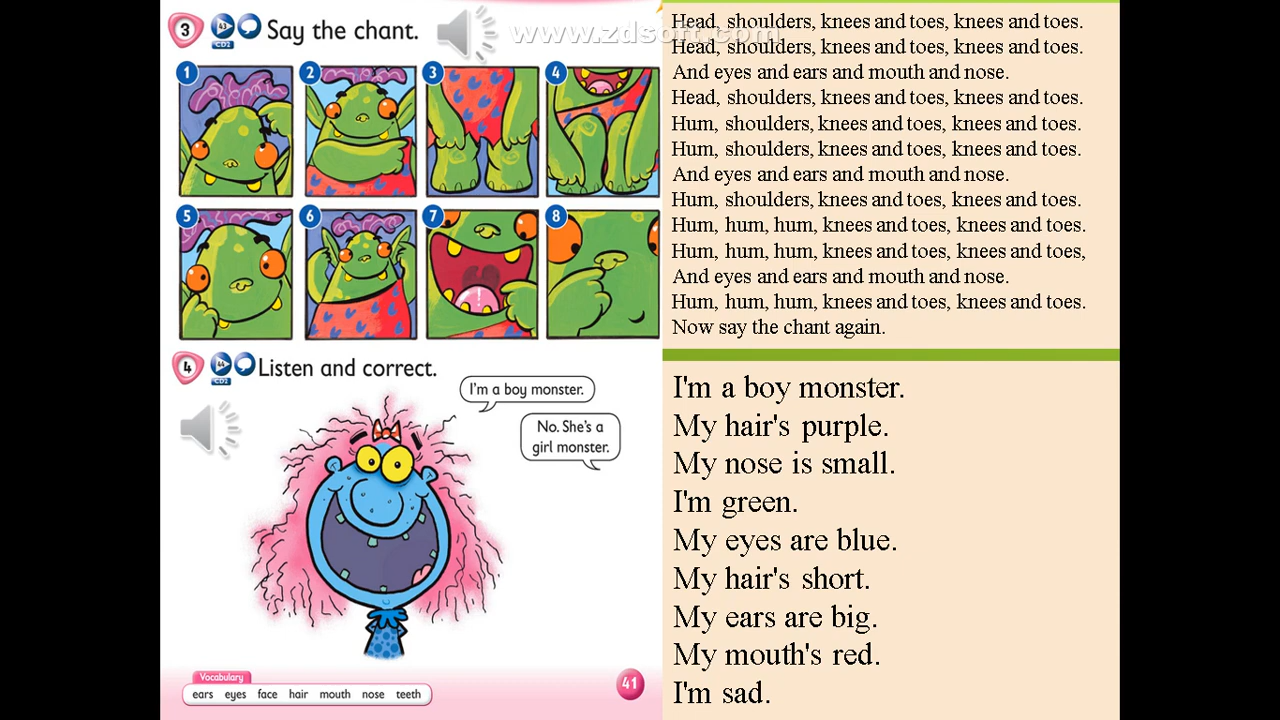 3 43 CD2 Say the chant.
www.zdsoft.com
1 2 3 4
5 6 7 8
4 44 CD2 Listen and correct.
I'm a boy monster.
No. She's a
girl monster.
Vocabulary
ears eyes face hair mouth nose teeth
41
Head, shoulders, knees and toes, knees and toes.
Head, shoulders, knees and toes, knees and toes.
And eyes and ears and mouth and nose.
Head, shoulders, knees and toes, knees and toes.
Hum, shoulders, knees and toes, knees and toes.
Hum, shoulders, knees and toes, knees and toes.
And eyes and ears and mouth and nose.
Hum, shoulders, knees and toes, knees and toes.
Hum, hum, hum, knees and toes, knees and toes.
Hum, hum, hum, knees and toes, knees and toes,
And eyes and ears and mouth and nose.
Hum, hum, hum, knees and toes, knees and toes.
Now say the chant again.
I'm a boy monster.
My hair's purple.
My nose is small.
I'm green.
My eyes are blue.
My hair's short.
My ears are big.
My mouth's red.
I'm sad.